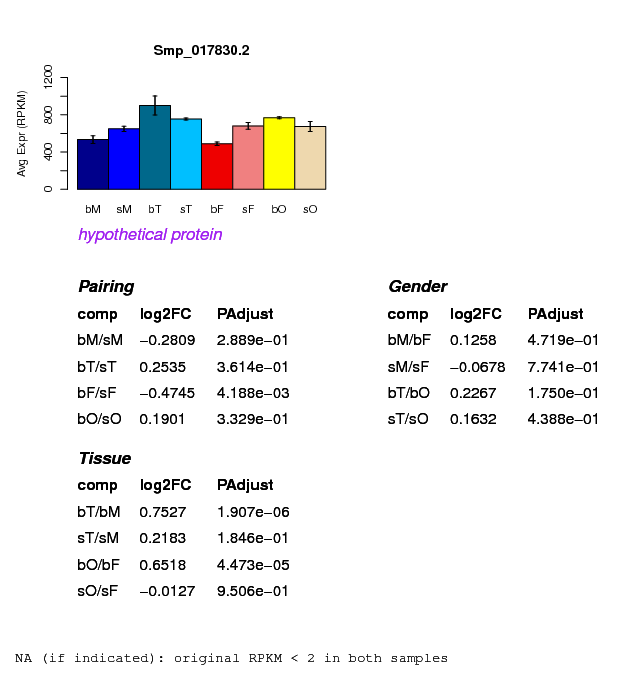 Smp_017830.2
Avg Expr (RPKM)
0 400 800 1200
bM sM bT sT bF sF bO sO
hypothetical protein
Pairing
comp log2FC PAdjust
bM/sM −0.2809 2.889e−01
bT/sT 0.2535 3.614e−01
bF/sF −0.4745 4.188e−03
bO/sO 0.1901 3.329e−01
Gender
comp log2FC PAdjust
bM/bF 0.1258 4.719e−01
sM/sF −0.0678 7.741e−01
bT/bO 0.2267 1.750e−01
sT/sO 0.1632 4.388e−01
Tissue
comp log2FC PAdjust
bT/bM 0.7527 1.907e−06
sT/sM 0.2183 1.846e−01
bO/bF 0.6518 4.473e−05
sO/sF −0.0127 9.506e−01
NA (if indicated): original RPKM < 2 in both samples